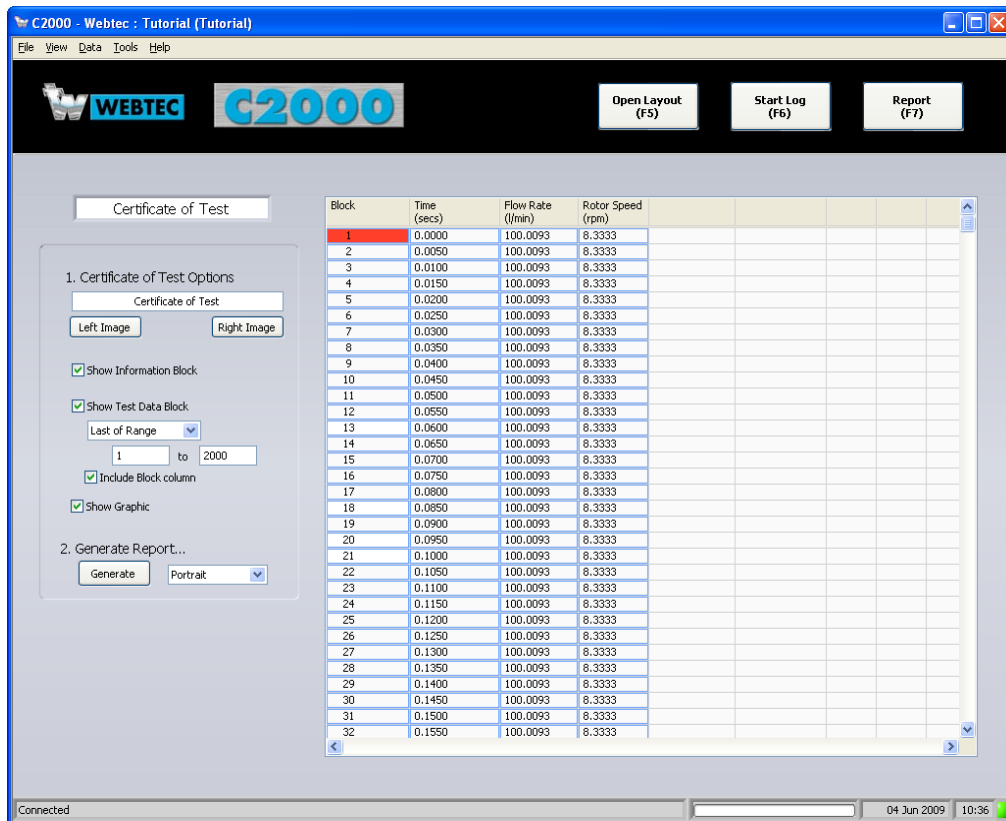 C2000 - Webtec : Tutorial (Tutorial)
File View Data Tools Help
WEBTEC
C2000
Open Layout
(F5)
Start Log
(F6)
Report
(F7)
Certificate of Test
1. Certificate of Test Options
Certificate of Test
Left Image Right Image
Show Information Block
Show Test Data Block
Last of Range
1 to 2000
Include Block column
Show Graphic
2. Generate Report...
Generate Portrait
Block Time Flow Rate Rotor Speed
(secs) (l/min) (rpm)
1 0.0000 100.0093 8.3333
2 0.0050 100.0093 8.3333
3 0.0100 100.0093 8.3333
4 0.0150 100.0093 8.3333
5 0.0200 100.0093 8.3333
6 0.0250 100.0093 8.3333
7 0.0300 100.0093 8.3333
8 0.0350 100.0093 8.3333
9 0.0400 100.0093 8.3333
10 0.0450 100.0093 8.3333
11 0.0500 100.0093 8.3333
12 0.0550 100.0093 8.3333
13 0.0600 100.0093 8.3333
14 0.0650 100.0093 8.3333
15 0.0700 100.0093 8.3333
16 0.0750 100.0093 8.3333
17 0.0800 100.0093 8.3333
18 0.0850 100.0093 8.3333
19 0.0900 100.0093 8.3333
20 0.0950 100.0093 8.3333
21 0.1000 100.0093 8.3333
22 0.1050 100.0093 8.3333
23 0.1100 100.0093 8.3333
24 0.1150 100.0093 8.3333
25 0.1200 100.0093 8.3333
26 0.1250 100.0093 8.3333
27 0.1300 100.0093 8.3333
28 0.1350 100.0093 8.3333
29 0.1400 100.0093 8.3333
30 0.1450 100.0093 8.3333
31 0.1500 100.0093 8.3333
32 0.1550 100.0093 8.3333
Connected 04 Jun 2009 10:36